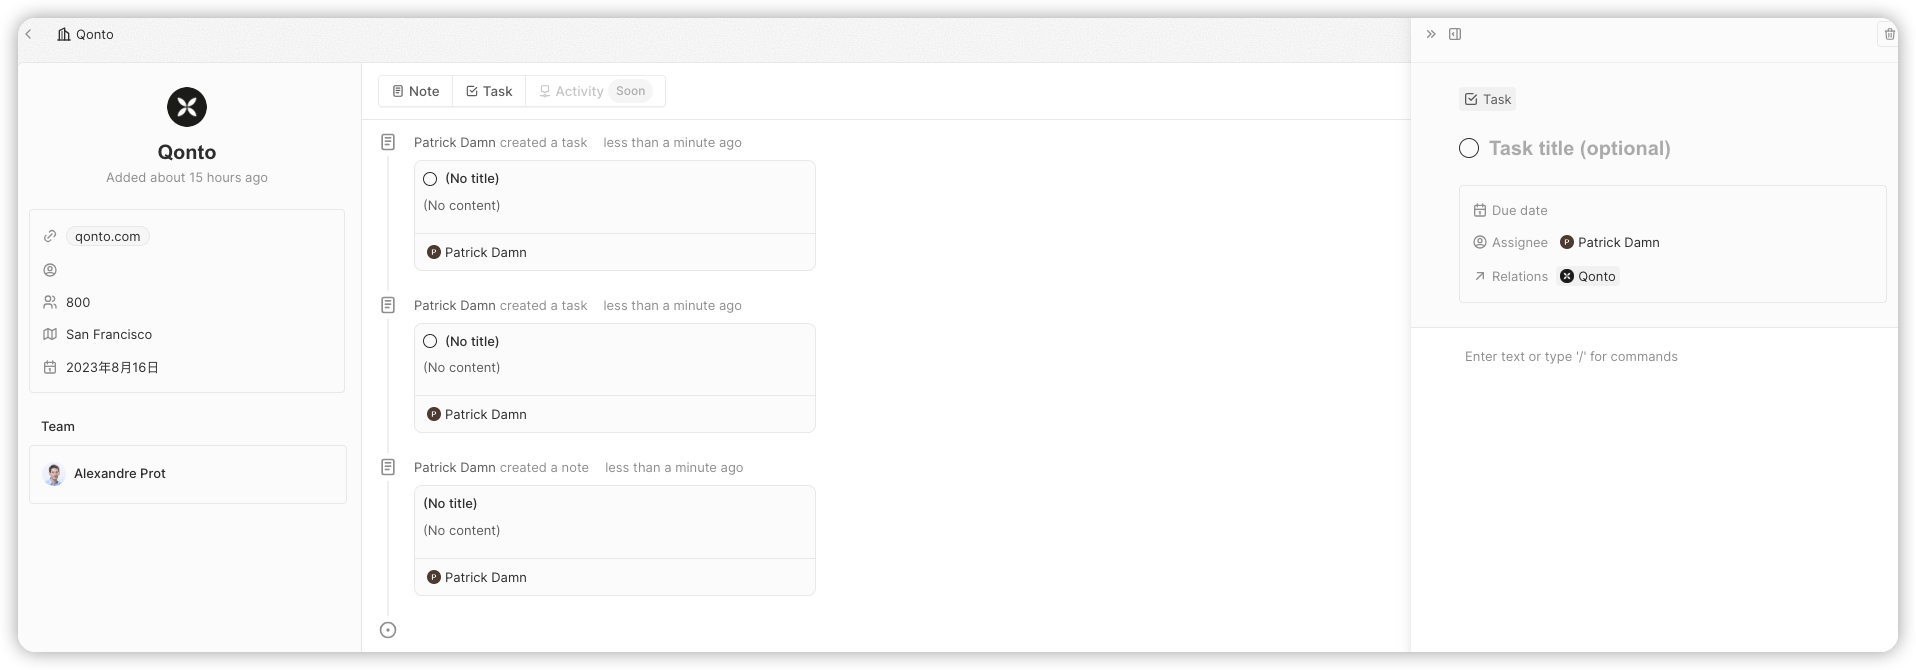 Qonto
Qonto
Added about 15 hours ago
qonto.com
800
San Francisco
2023年8月16日
Team
Alexandre Prot
Note Task Activity Soon
Patrick Damn created a task less than a minute ago
(No title)
(No content)
P Patrick Damn
Patrick Damn created a task less than a minute ago
(No title)
(No content)
P Patrick Damn
Patrick Damn created a note less than a minute ago
(No title)
(No content)
P Patrick Damn
Task
Task title (optional)
Due date
Assignee P Patrick Damn
Relations Qonto
Enter text or type '/' for commands